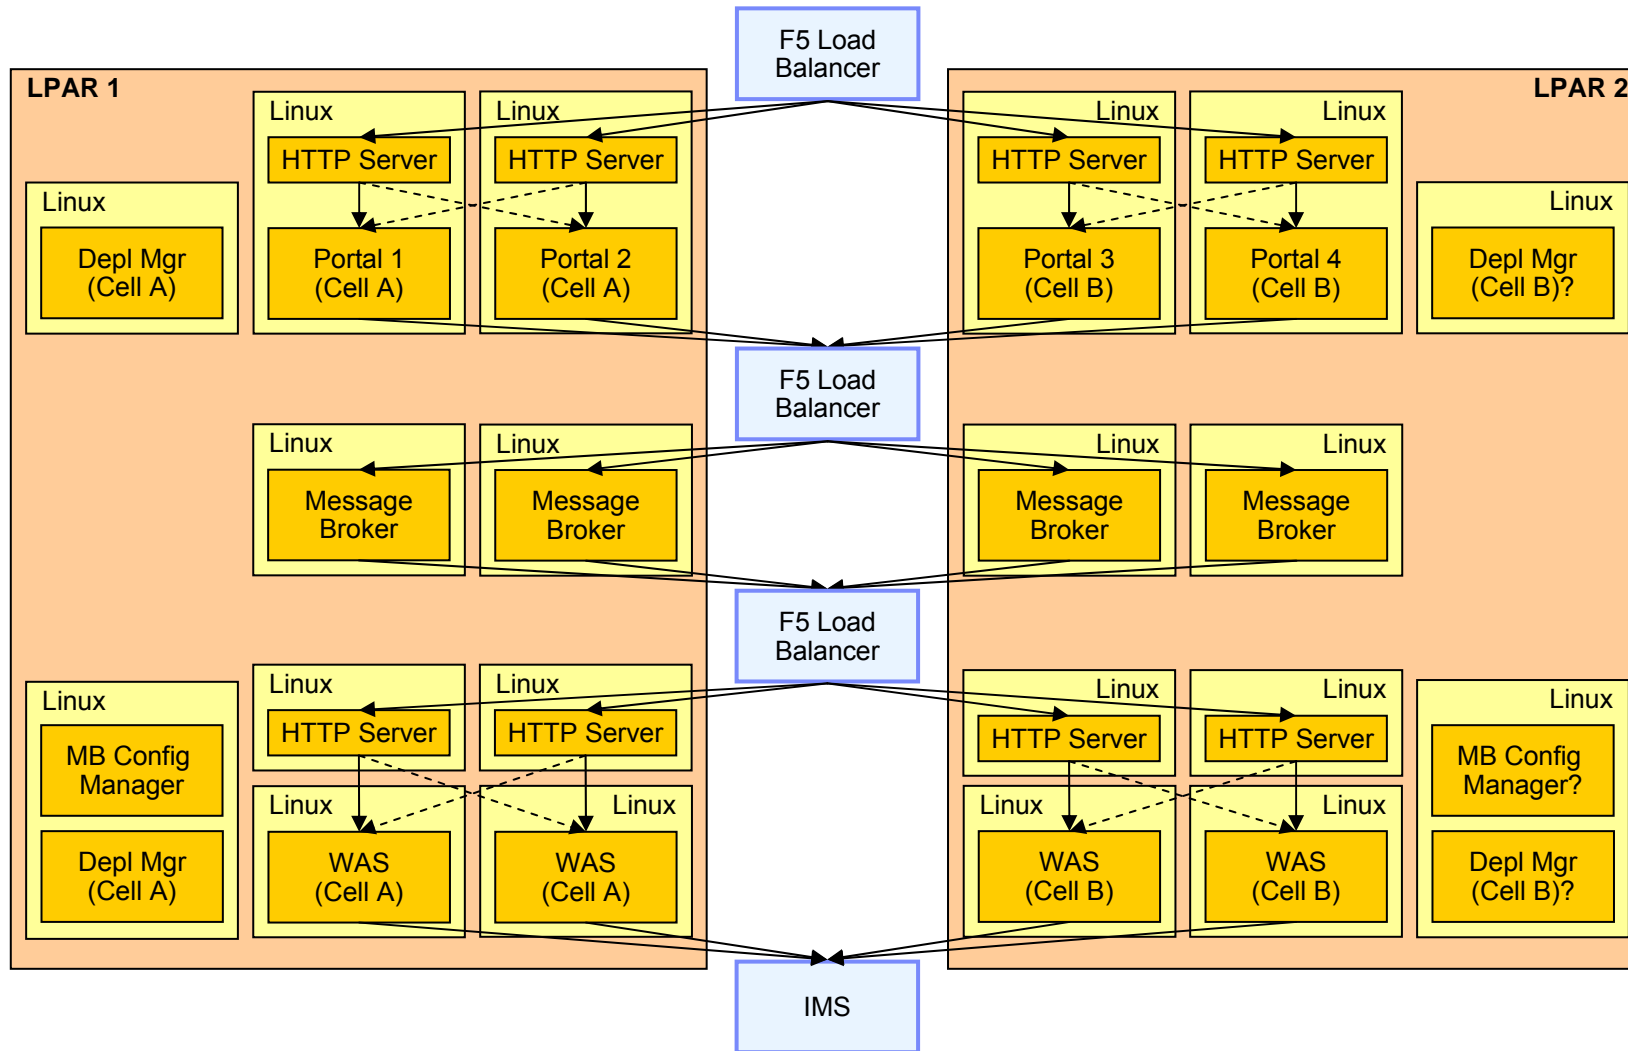 F5 Load
Balancer
LPAR 1
LPAR 2
Linux
Linux
Linux
Linux
HTTP Server
HTTP Server
HTTP Server
HTTP Server
Linux
Linux
Depl Mgr
(Cell A)
Portal 1
(Cell A)
Portal 2
(Cell A)
Portal 3
(Cell B)
Portal 4
(Cell B)
Depl Mgr
(Cell B)?
F5 Load
Balancer
Linux
Linux
Linux
Linux
Message
Broker
Message
Broker
Message
Broker
Message
Broker
F5 Load
Balancer
Linux
Linux
Linux
Linux
Linux
Linux
HTTP Server
HTTP Server
HTTP Server
HTTP Server
MB Config
Manager
MB Config
Manager?
Linux
Linux
Linux
Linux
Depl Mgr
(Cell A)
WAS
(Cell A)
WAS
(Cell A)
WAS
(Cell B)
WAS
(Cell B)
Depl Mgr
(Cell B)?
IMS